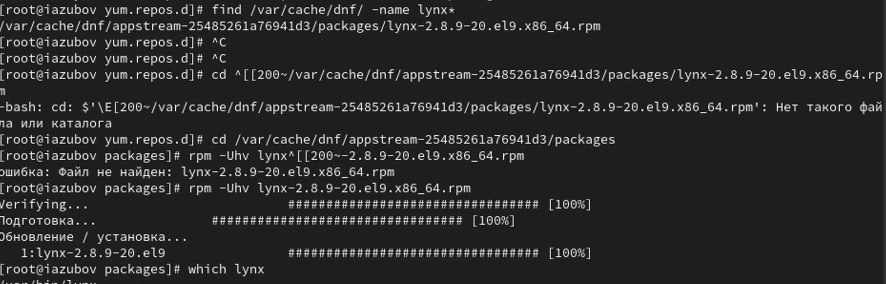 [root@iazubov yum.repos.d]# find /var/cache/dnf/ -name lynx*
/var/cache/dnf/appstream-25485261a76941d3/packages/lynx-2.8.9-20.el9.x86_64.rpm
[root@iazubov yum.repos.d]# ^C
[root@iazubov yum.repos.d]# ^C
[root@iazubov yum.repos.d]# cd ^[[200~/var/cache/dnf/appstream-25485261a76941d3/packages/lynx-2.8.9-20.el9.x86_64.rp
m
-bash: cd: $'\E[200~/var/cache/dnf/appstream-25485261a76941d3/packages/lynx-2.8.9-20.el9.x86_64.rpm': Нет такого фай
ла или каталога
[root@iazubov yum.repos.d]# cd /var/cache/dnf/appstream-25485261a76941d3/packages
[root@iazubov packages]# rpm -Uhv lynx^[[200~-2.8.9-20.el9.x86_64.rpm
ошибка: Файл не найден: lynx-2.8.9-20.el9.x86_64.rpm
[root@iazubov packages]# rpm -Uhv lynx-2.8.9-20.el9.x86_64.rpm
Verifying... ################################# [100%]
Подготовка... ################################# [100%]
Обновление / установка...
1:lynx-2.8.9-20.el9 ################################# [100%]
[root@iazubov packages]# which lynx
/usr/bin/lynx